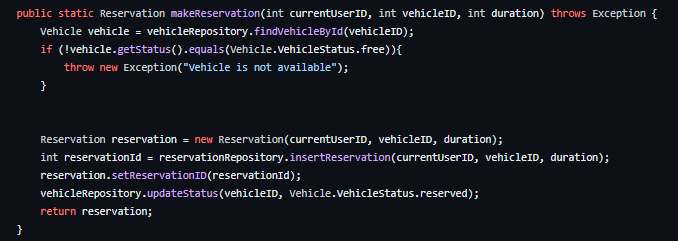 public static Reservation makeReservation(int currentUserID, int vehicleID, int duration) throws Exception {
    Vehicle vehicle = vehicleRepository.findVehicleById(vehicleID);
    if (!vehicle.getStatus().equals(Vehicle.VehicleStatus.free)){
        throw new Exception("Vehicle is not available");
    }
    Reservation reservation = new Reservation(currentUserID, vehicleID, duration);
    int reservationId = reservationRepository.insertReservation(currentUserID, vehicleID, duration);
    reservation.setReservationID(reservationId);
    vehicleRepository.updateStatus(vehicleID, Vehicle.VehicleStatus.reserved);
    return reservation;
}